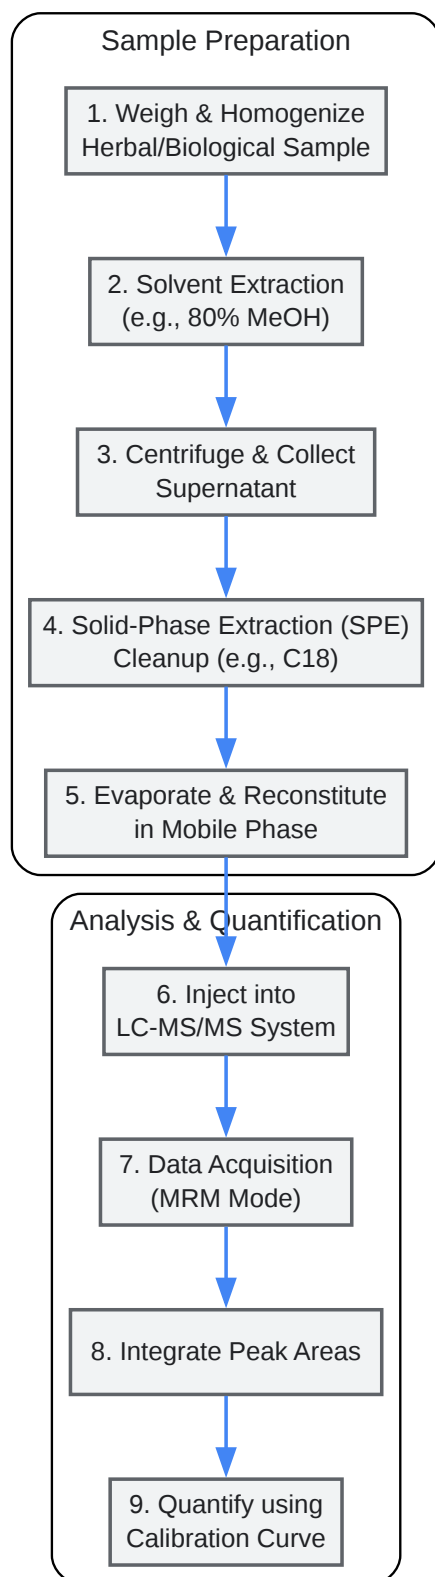 Sample Preparation
1. Weigh & Homogenize
Herbal/Biological Sample
2. Solvent Extraction
(e.g., 80% MeOH)
3. Centrifuge & Collect
Supernatant
4. Solid-Phase Extraction (SPE)
Cleanup (e.g., C18)
5. Evaporate & Reconstitute
in Mobile Phase
Analysis & Quantification
6. Inject into
LC-MS/MS System
7. Data Acquisition
(MRM Mode)
8. Integrate Peak Areas
9. Quantify using
Calibration Curve